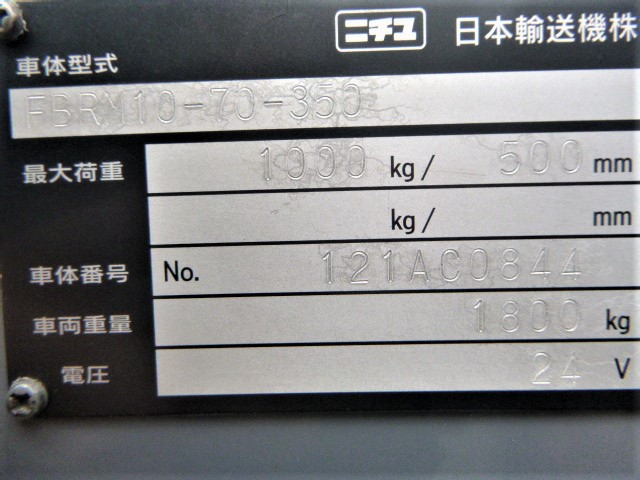 ニチユ 日本輸送機株
車体型式
FBRM10-70-350
最大荷重 1000 kg/ 500 mm
kg/ mm
車体番号 No. 121AC0844
車両重量 1800 kg
電圧 24 V